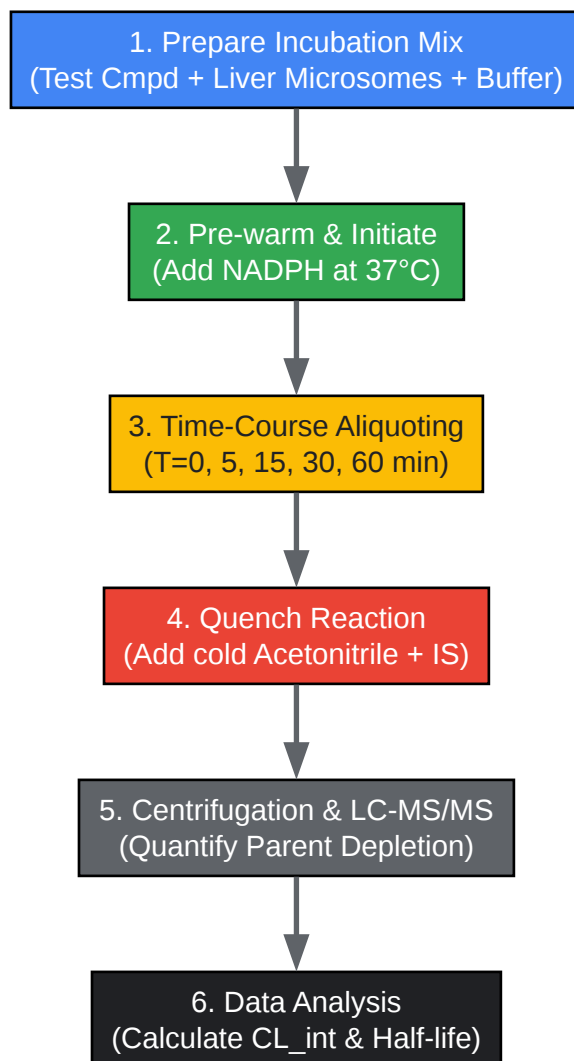 1. Prepare Incubation Mix
(Test Cmpd + Liver Microsomes + Buffer)
2. Pre-warm & Initiate
(Add NADPH at 37°C)
3. Time-Course Aliquoting
(T=0, 5, 15, 30, 60 min)
4. Quench Reaction
(Add cold Acetonitrile + IS)
5. Centrifugation & LC-MS/MS
(Quantify Parent Depletion)
6. Data Analysis
(Calculate CL_int & Half-life)